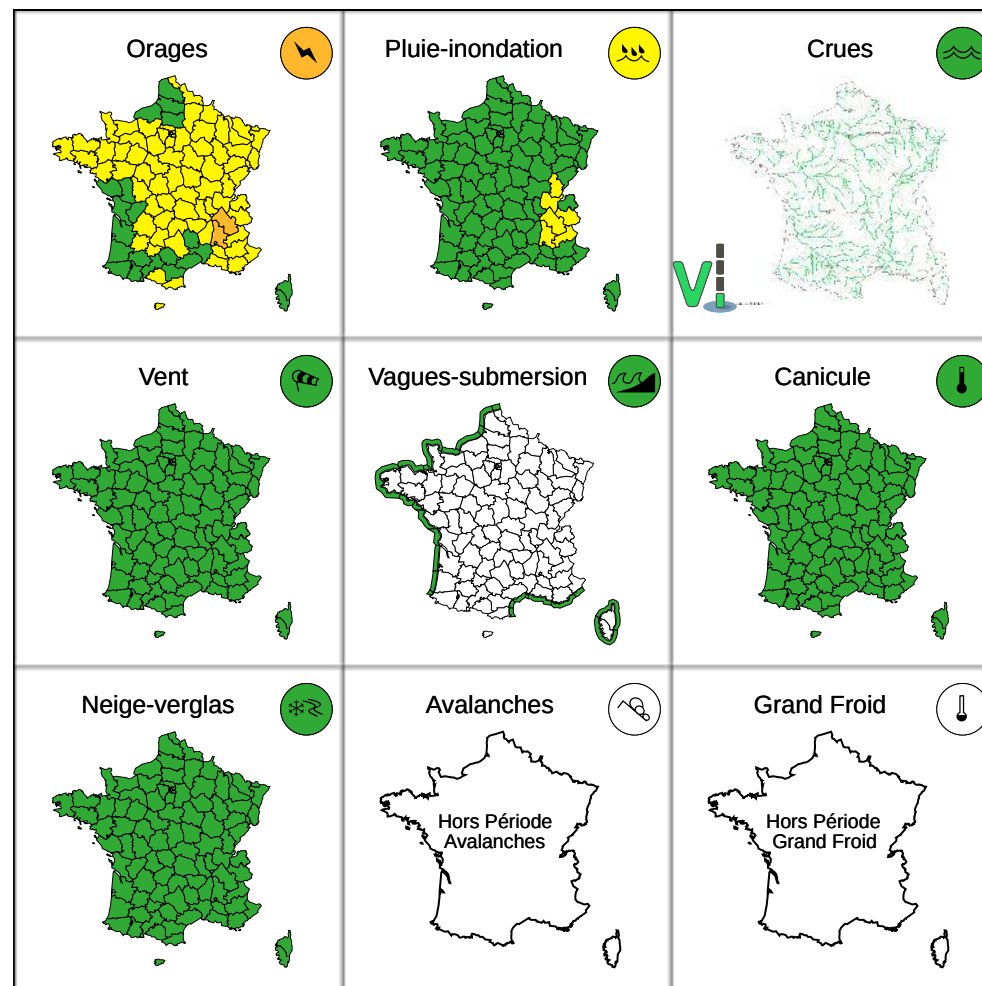 Orages
Pluie-inondation
Crues
Vent
Vagues-submersion
Canicule
Neige-verglas
Avalanches
Grand Froid
Hors Période
Avalanches
Hors Période
Grand Froid